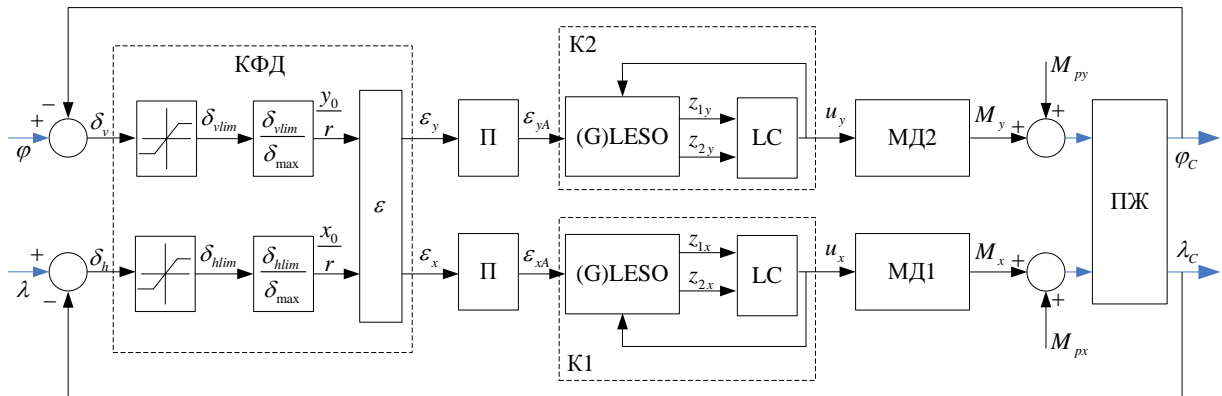 КФД
К2
− + φ
δ_v
δ_vlim
δ_vlim / δ_max
y_0 / r
ε
ε_y
П
ε_yA
(G)LESO
z_1y
z_2y
LC
u_y
МД2
M_y
M_py
+ +
ПЖ
φ_C
+ − λ
δ_h
δ_hlim
δ_hlim / δ_max
x_0 / r
ε_x
П
ε_xA
(G)LESO
z_1x
z_2x
LC
u_x
МД1
M_x
+ +
M_px
λ_C
К1